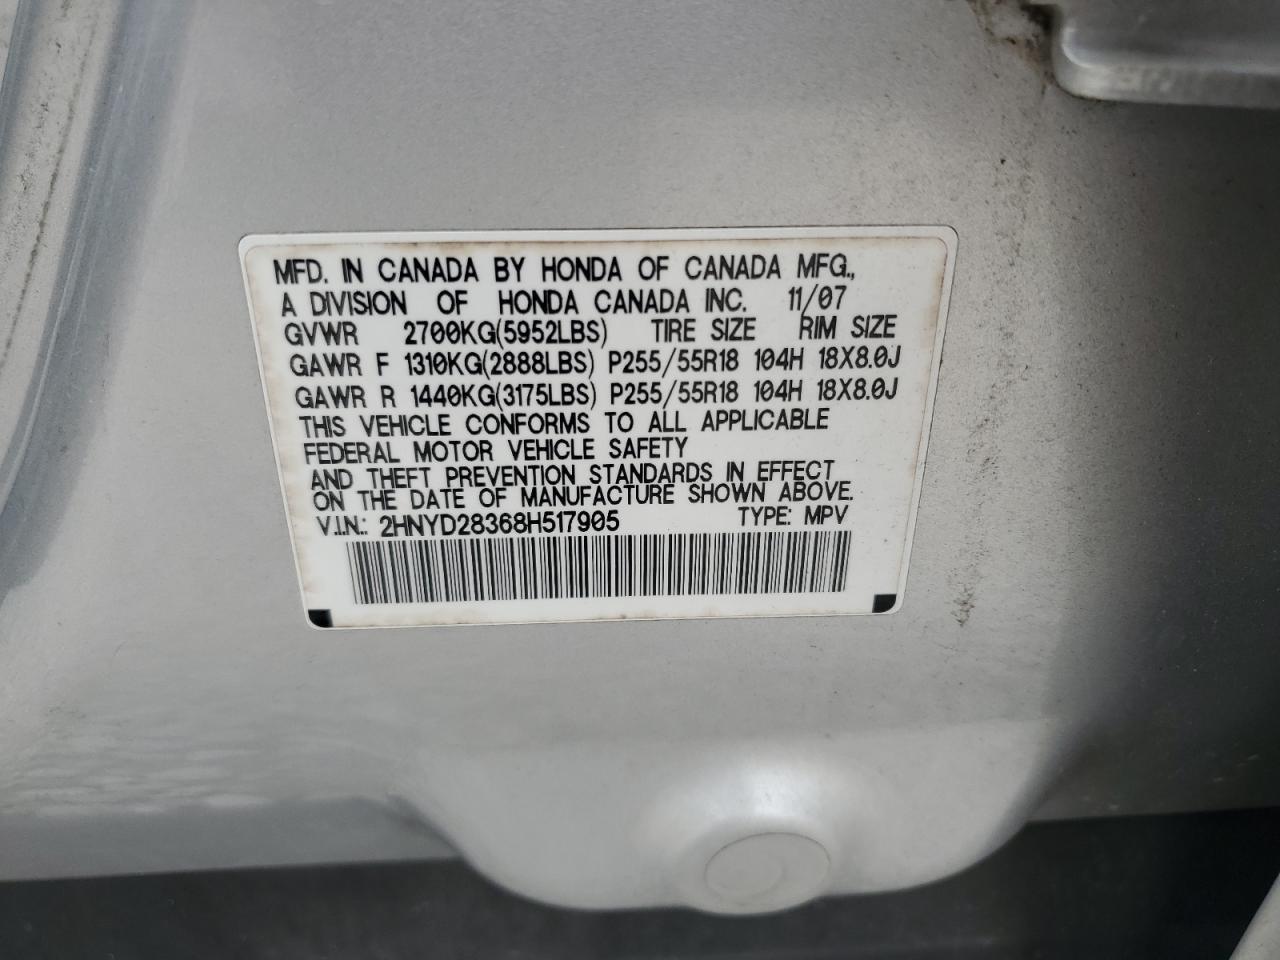 MFD. IN CANADA BY HONDA OF CANADA MFG.,
A DIVISION OF HONDA CANADA INC. 11/07
GVWR 2700KG(5952LBS) TIRE SIZE RIM SIZE
GAWR F 1310KG(2888LBS) P255/55R18 104H 18X8.0J
GAWR R 1440KG(3175LBS) P255/55R18 104H 18X8.0J
THIS VEHICLE CONFORMS TO ALL APPLICABLE
FEDERAL MOTOR VEHICLE SAFETY
AND THEFT PREVENTION STANDARDS IN EFFECT
ON THE DATE OF MANUFACTURE SHOWN ABOVE.
V.I.N.: 2HNYD28368H517905 TYPE: MPV